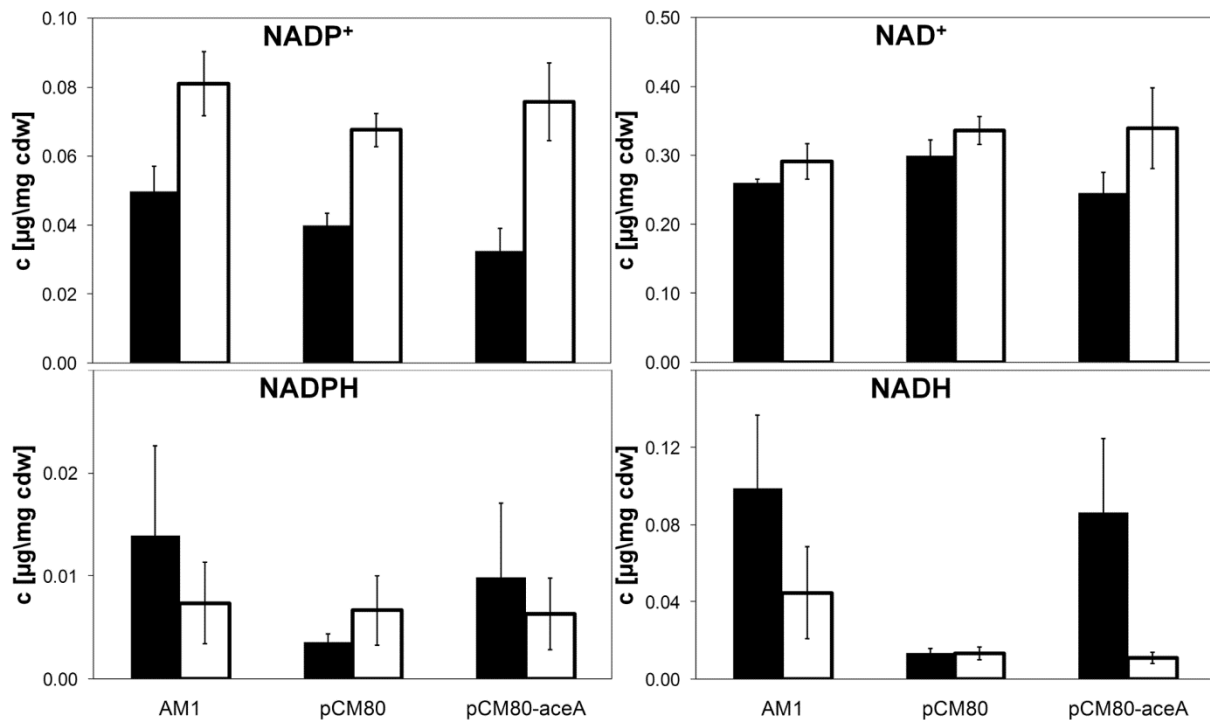 NADP⁺
c [µg\mg cdw]
0.10
0.08
0.06
0.04
0.02
0.00
NAD⁺
c [µg\mg cdw]
0.50
0.40
0.30
0.20
0.10
0.00
NADPH
c [µg\mg cdw]
0.02
0.01
0.00
AM1 pCM80 pCM80-aceA
NADH
c [µg\mg cdw]
0.12
0.08
0.04
0.00
AM1 pCM80 pCM80-aceA